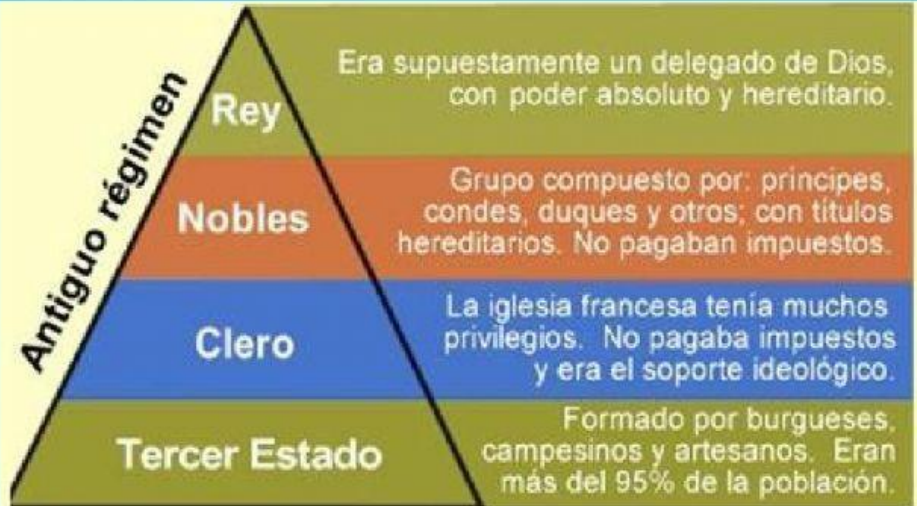 Antiguo régimen
Rey
Era supuestamente un delegado de Dios,
con poder absoluto y hereditario.
Nobles
Grupo compuesto por: principes,
condes, duques y otros; con titulos
hereditarios. No pagaban impuestos.
Clero
La iglesia francesa tenía muchos
privilegios. No pagaba impuestos
y era el soporte ideológico.
Tercer Estado
Formado por burgueses,
campesinos y artesanos. Eran
más del 95% de la población.